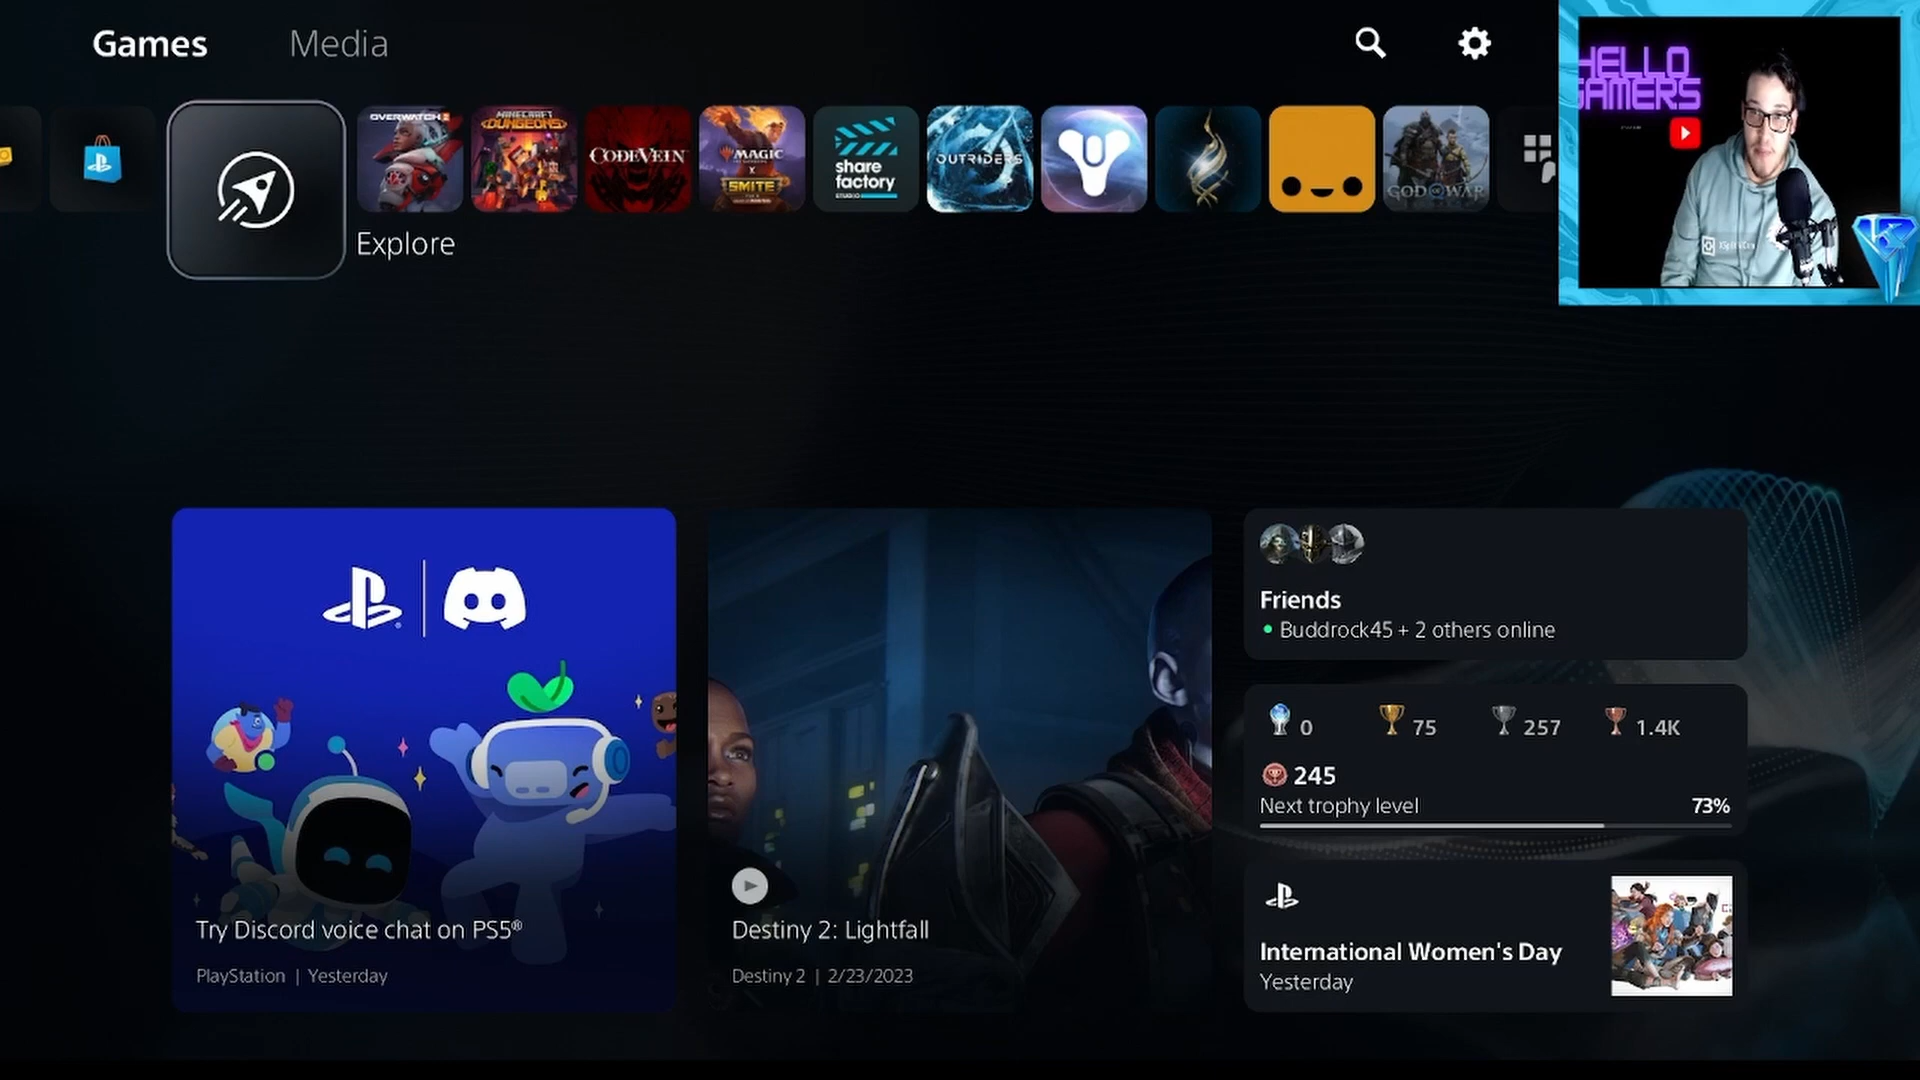 Games
Media
HELLO
GAMERS
OVERWATCH 2
MINECRAFT
DUNGEONS
CODE VEIN
MAGIC
X
SMITE
share
factory
STUDIO
OUTRIDERS
GOD OF WAR
Explore
Try Discord voice chat on PS5®
PlayStation | Yesterday
Destiny 2: Lightfall
Destiny 2 | 2/23/2023
Friends
Buddrock45 + 2 others online
0
75
257
1.4K
245
Next trophy level
73%
International Women's Day
Yesterday